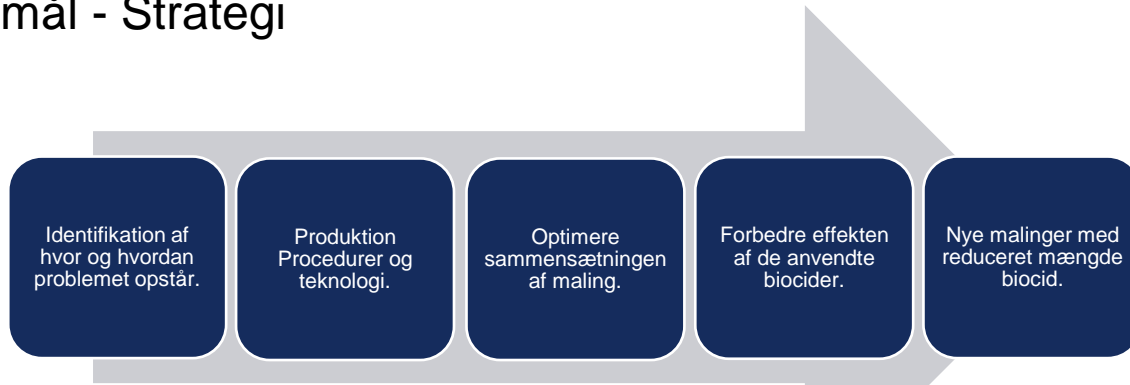 mål - Strategi
Identifikation af
hvor og hvordan
problemet opstår.
Produktion
Procedurer og
teknologi.
Optimere
sammensætningen
af maling.
Forbedre effekten
af de anvendte
biocider.
Nye malinger med
reduceret mængde
biocid.